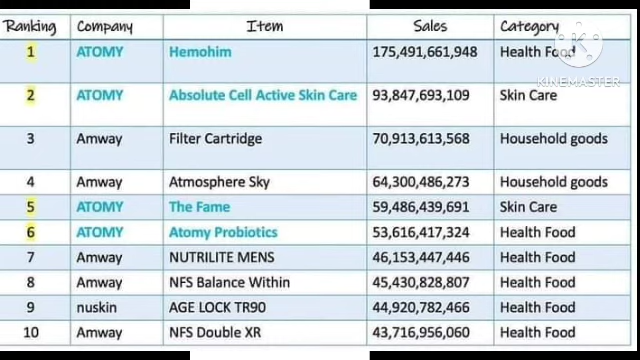 Ranking Company Item Sales Category
1 ATOMY Hemohim 175,491,661,948 Health Food
2 ATOMY Absolute Cell Active Skin Care 93,847,693,109 Skin Care
3 Amway Filter Cartridge 70,913,613,568 Household goods
4 Amway Atmosphere Sky 64,300,486,273 Household goods
5 ATOMY The Fame 59,486,439,691 Skin Care
6 ATOMY Atomy Probiotics 53,616,417,324 Health Food
7 Amway NUTRILITE MENS 46,153,447,446 Health Food
8 Amway NFS Balance Within 45,430,828,807 Health Food
9 nuskin AGE LOCK TR90 44,920,782,466 Health Food
10 Amway NFS Double XR 43,716,956,060 Health Food
KINEMASTER